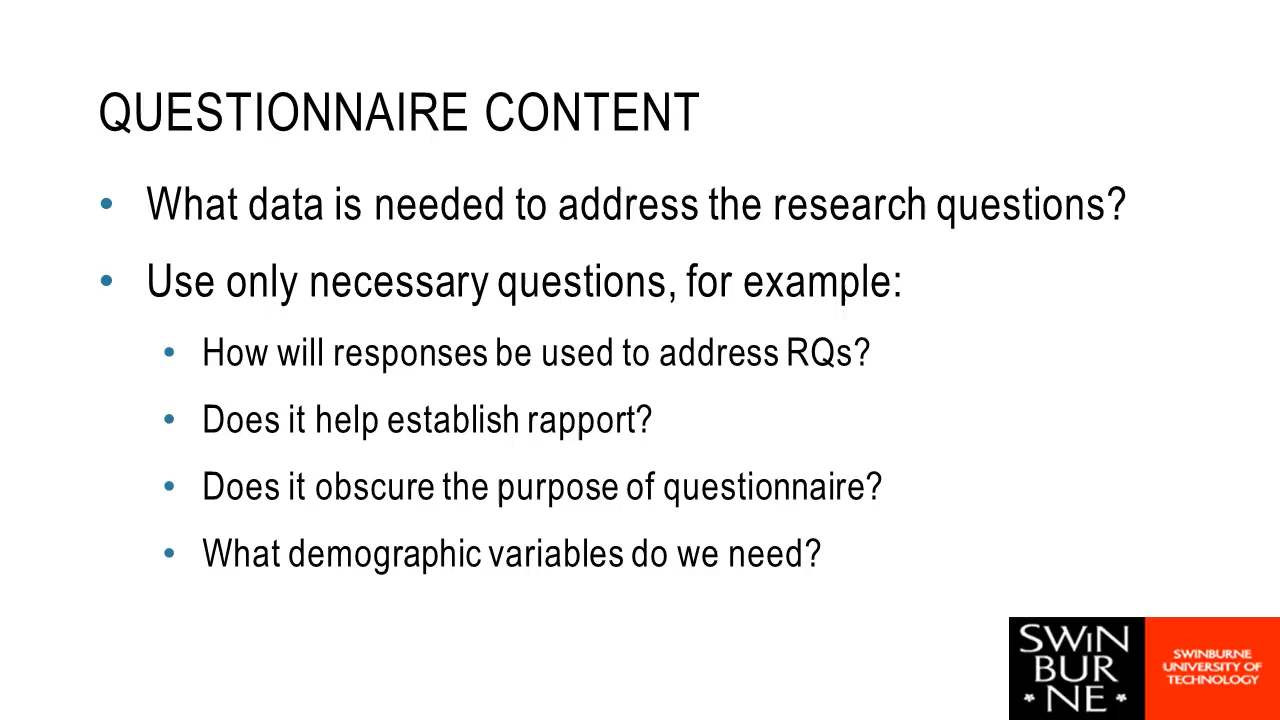 QUESTIONNAIRE CONTENT
• What data is needed to address the research questions?
• Use only necessary questions, for example:
• How will responses be used to address RQs?
• Does it help establish rapport?
• Does it obscure the purpose of questionnaire?
• What demographic variables do we need?
SWIN
BUR
NE
SWINBURNE
UNIVERSITY OF
TECHNOLOGY